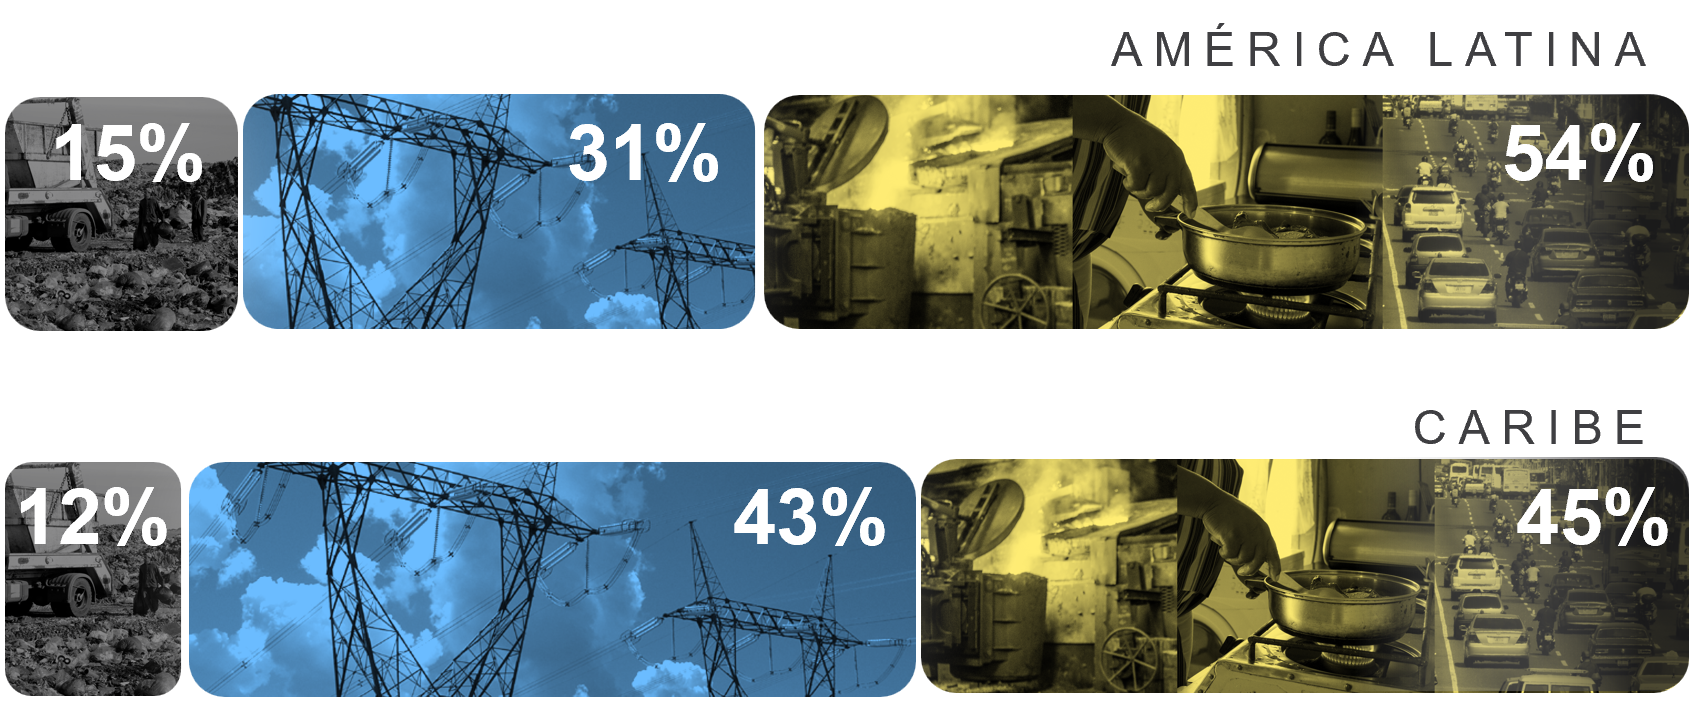 AMÉRICA LATINA
15% 31% 54%
CARIBE
12% 43% 45%